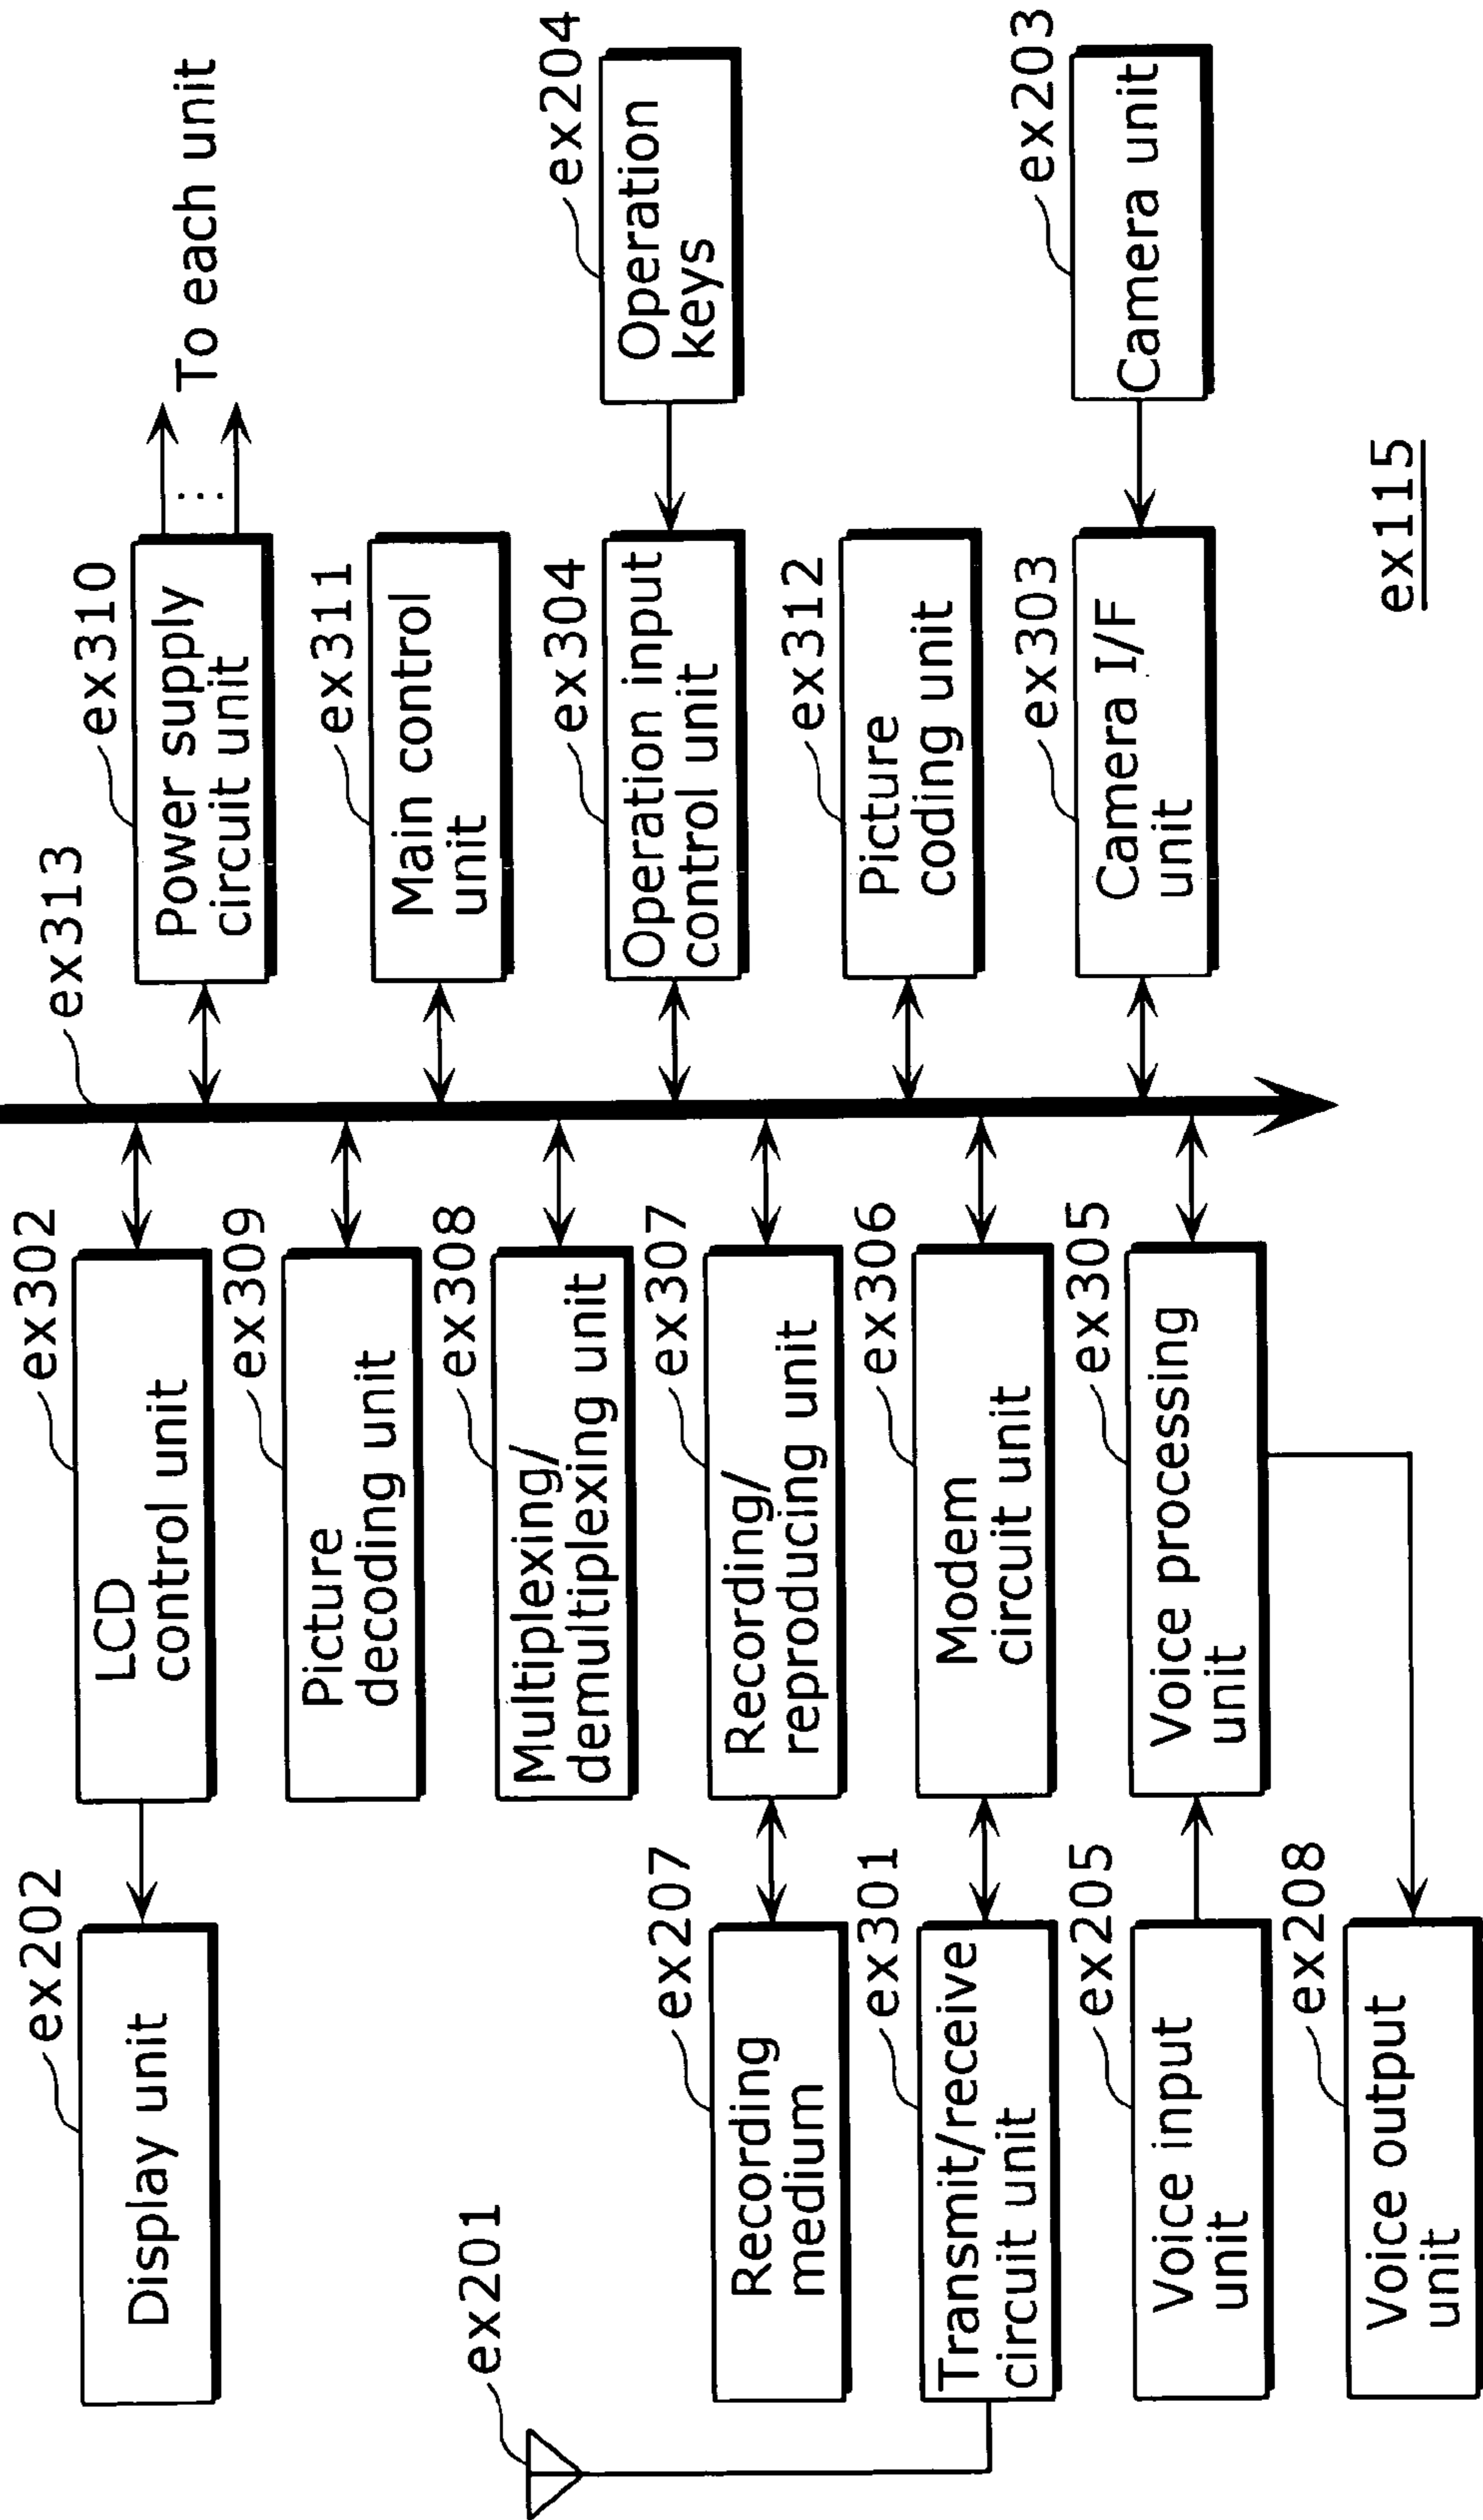 ex313
ex202
Display unit
ex302
LCD
control unit
ex310
Power supply
circuit unit
To each unit
ex309
Picture
decoding unit
ex311
Main control
unit
ex201
ex308
Multiplexing/
demultiplexing unit
ex304
Operation input
control unit
ex204
Operation
keys
ex207
Recording
medium
ex307
Recording/
reproducing unit
ex312
Picture
coding unit
ex301
Transmit/receive
circuit unit
ex306
Modem
circuit unit
ex303
Camera I/F
unit
ex203
Camera unit
ex205
Voice input
unit
ex305
Voice processing
unit
ex208
Voice output
unit
ex115